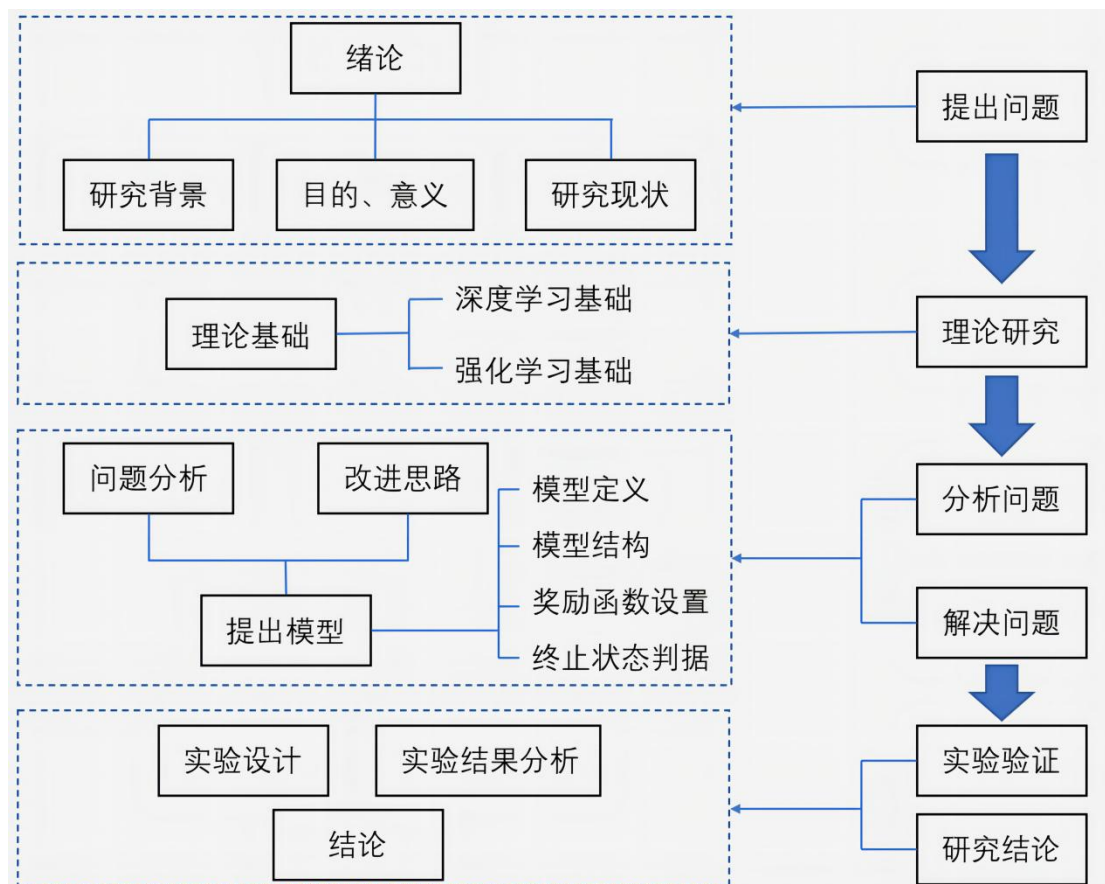 绪论
提出问题
研究背景
目的、意义
研究现状
理论基础
深度学习基础
强化学习基础
理论研究
问题分析
改进思路
模型定义
模型结构
奖励函数设置
终止状态判据
提出模型
分析问题
解决问题
实验设计
实验结果分析
结论
实验验证
研究结论